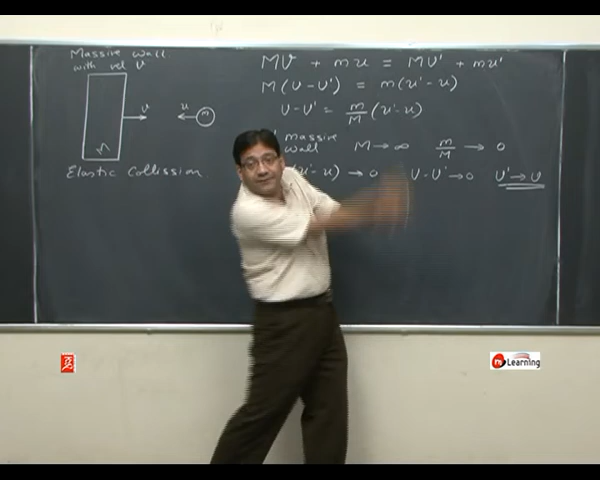 Massive wall
with vel V
V
u
m
M
Elastic Collission
MV + mu = MV' + mu'
M(V - V') = m(u' - u)
V - V' = m/M (u' - u)
massive
wall
M → ∞
m/M → 0
(u' - u) → 0
V - V' → 0
V' → V
Learning